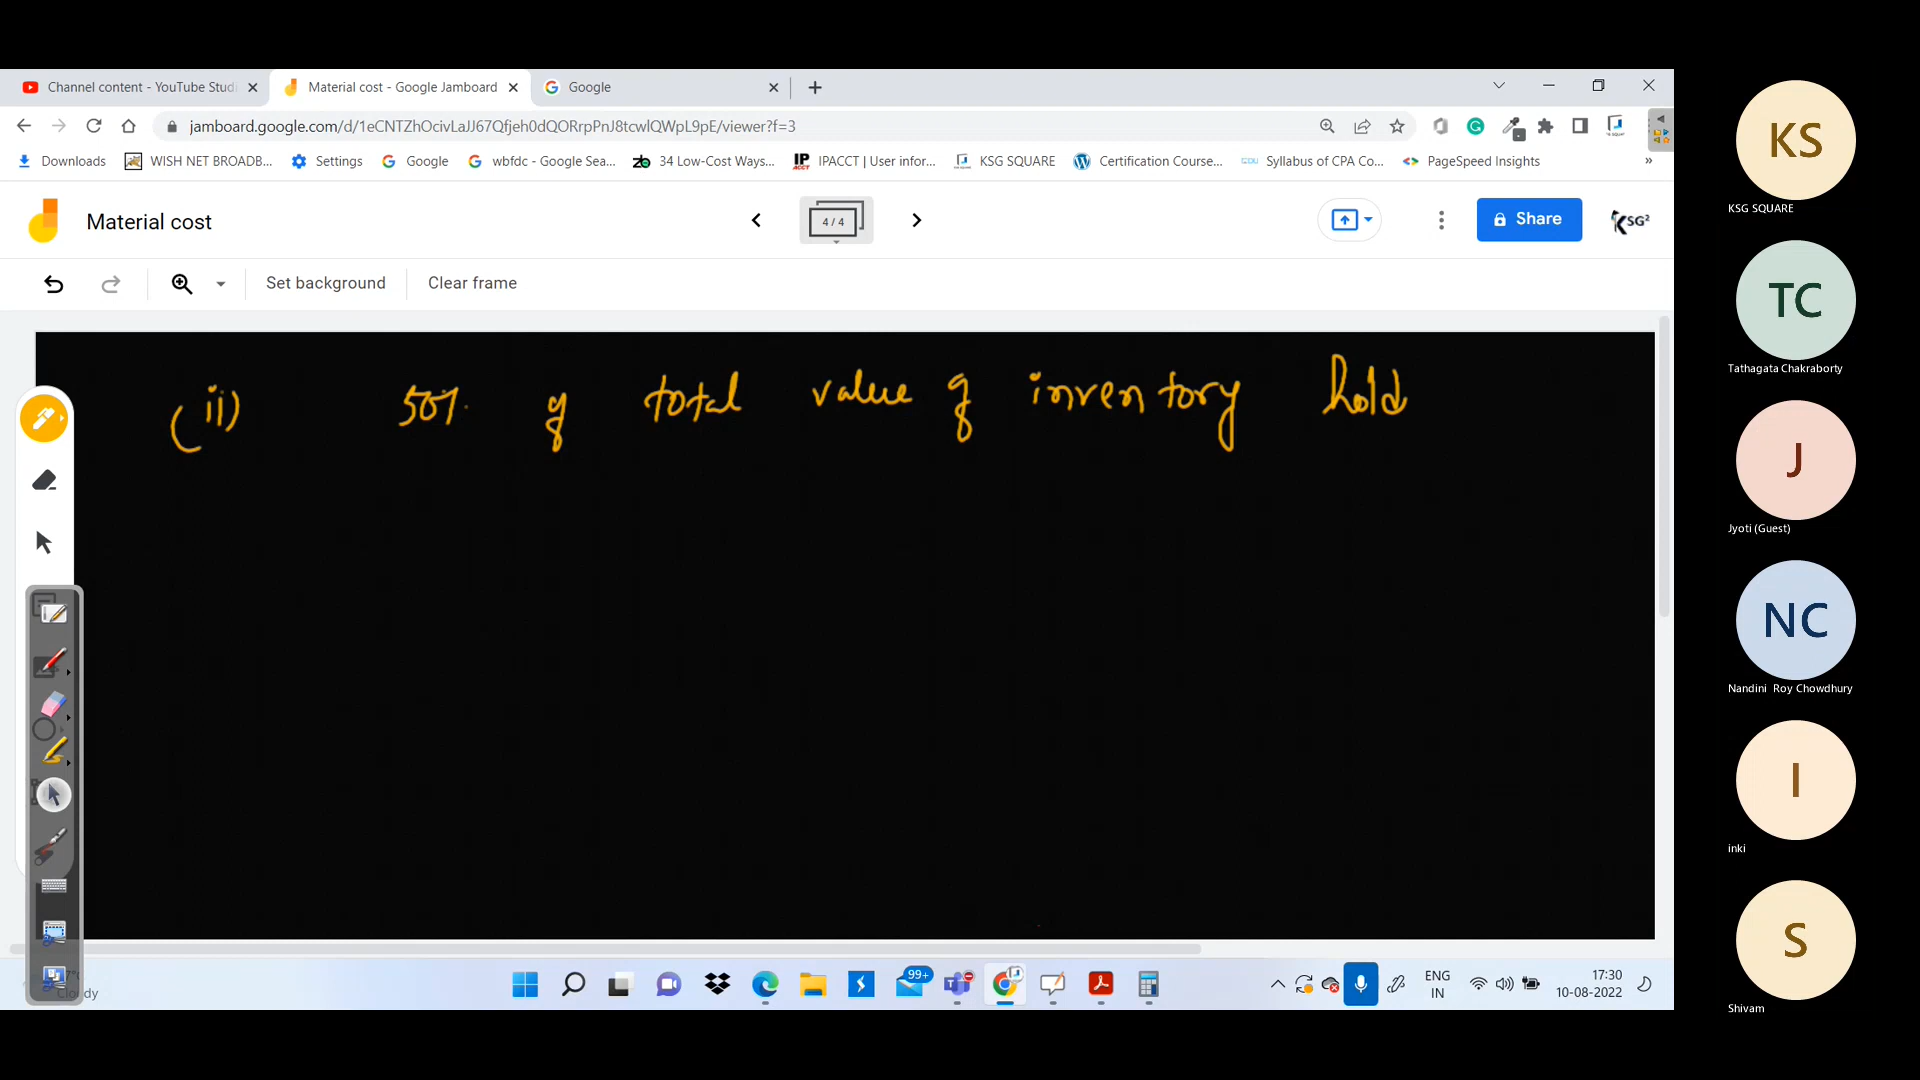 Channel content - YouTube Studi
Material cost - Google Jamboard
Google
jamboard.google.com/d/1eCNTZhOcivLaJJ67Qfjeh0dQORrpPnJ8tcwlQWpL9pE/viewer?f=3
Downloads
WISH NET BROADB...
Settings
Google
wbfdc - Google Sea...
34 Low-Cost Ways...
IPACCT | User infor...
KSG SQUARE
Certification Course...
Syllabus of CPA Co...
PageSpeed Insights
»
Material cost
4 / 4
Share
KSG²
Set background
Clear frame
(ii) 50% of total value of inventory hold
Cloudy
99+
ENG
IN
17:30
10-08-2022
KS
KSG SQUARE
TC
Tathagata Chakraborty
J
Jyoti (Guest)
NC
Nandini Roy Chowdhury
I
inki
S
Shivam